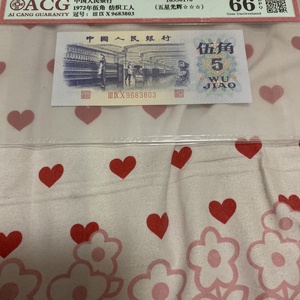 ACG
AI CANG GUARANTY
中国人民银行
1972年伍角 纺织工人
冠号：III IX X 9683803
(五星光辉☆☆☆)
66
中国人民银行
伍角
5
WU JIAO
III IX X 9683803